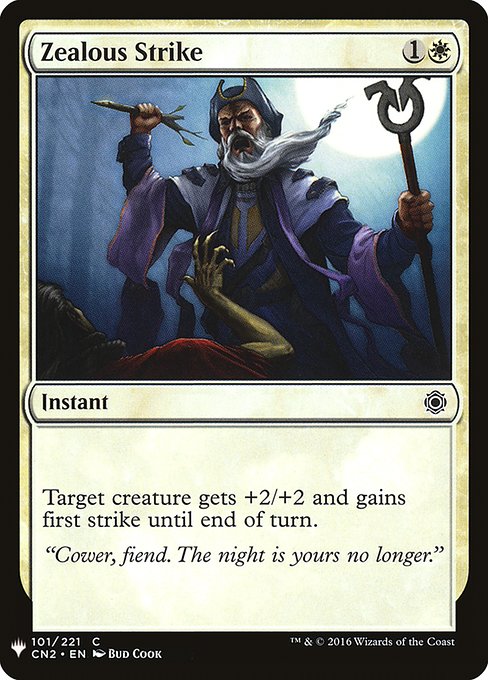 Zealous Strike 1
Instant
Target creature gets +2/+2 and gains
first strike until end of turn.
“Cower, fiend. The night is yours no longer.”
101/221 C
CN2 • EN Bud Cook
™ & © 2016 Wizards of the Coast